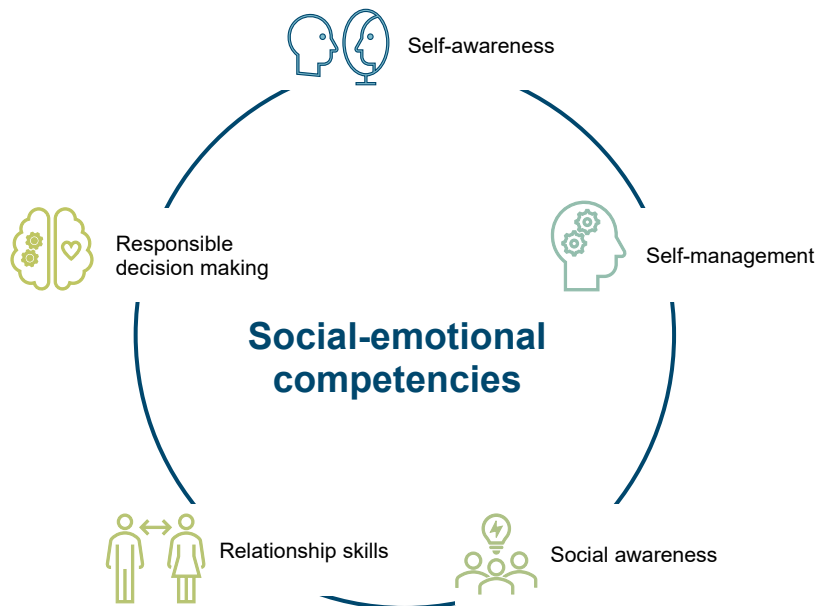 Self-awareness
Self-management
Responsible
decision making
Social-emotional
competencies
Relationship skills
Social awareness